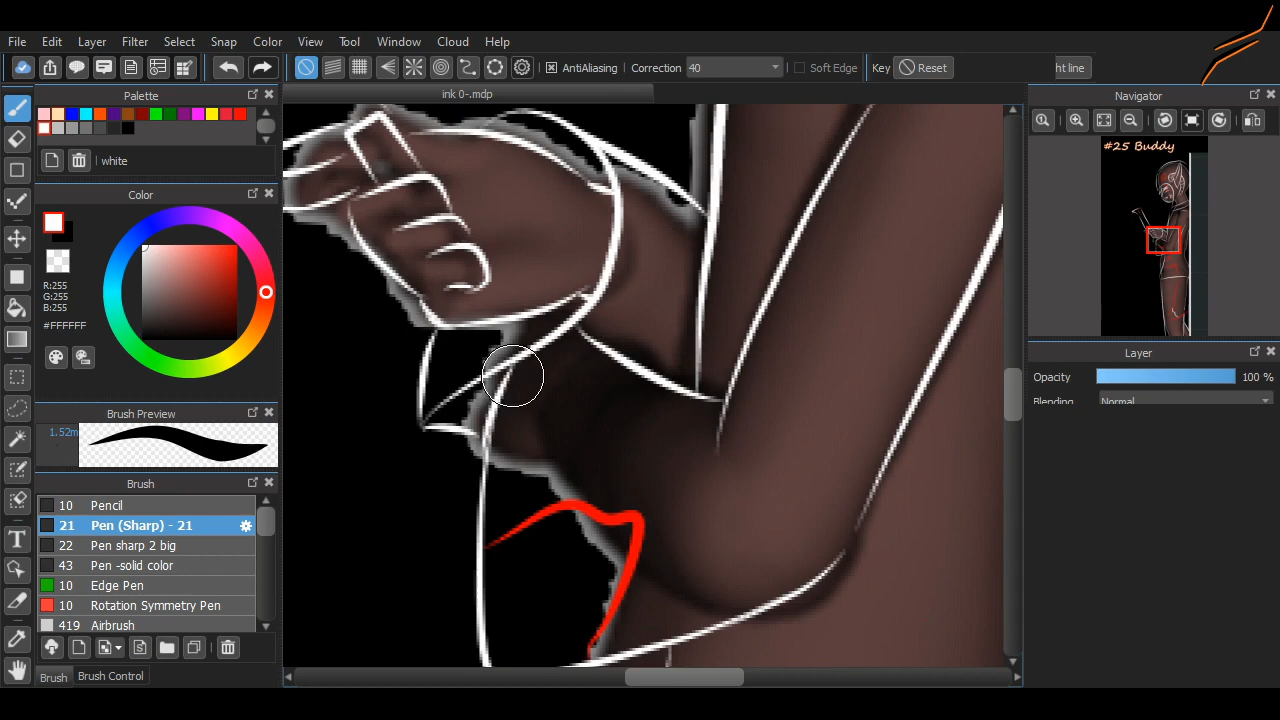 File Edit Layer Filter Select Snap Color View Tool Window Cloud Help
AntiAliasing Correction 40 Soft Edge Key Reset ht line
Palette
ink 0-.mdp
Navigator
#25 Buddy
white
Color
R:255
G:255
B:255
#FFFFFF
Layer
Opacity 100 %
Blending Normal
Brush Preview
1.52m
Brush
10 Pencil
21 Pen (Sharp) - 21
22 Pen sharp 2 big
43 Pen -solid color
10 Edge Pen
10 Rotation Symmetry Pen
419 Airbrush
Brush Brush Control